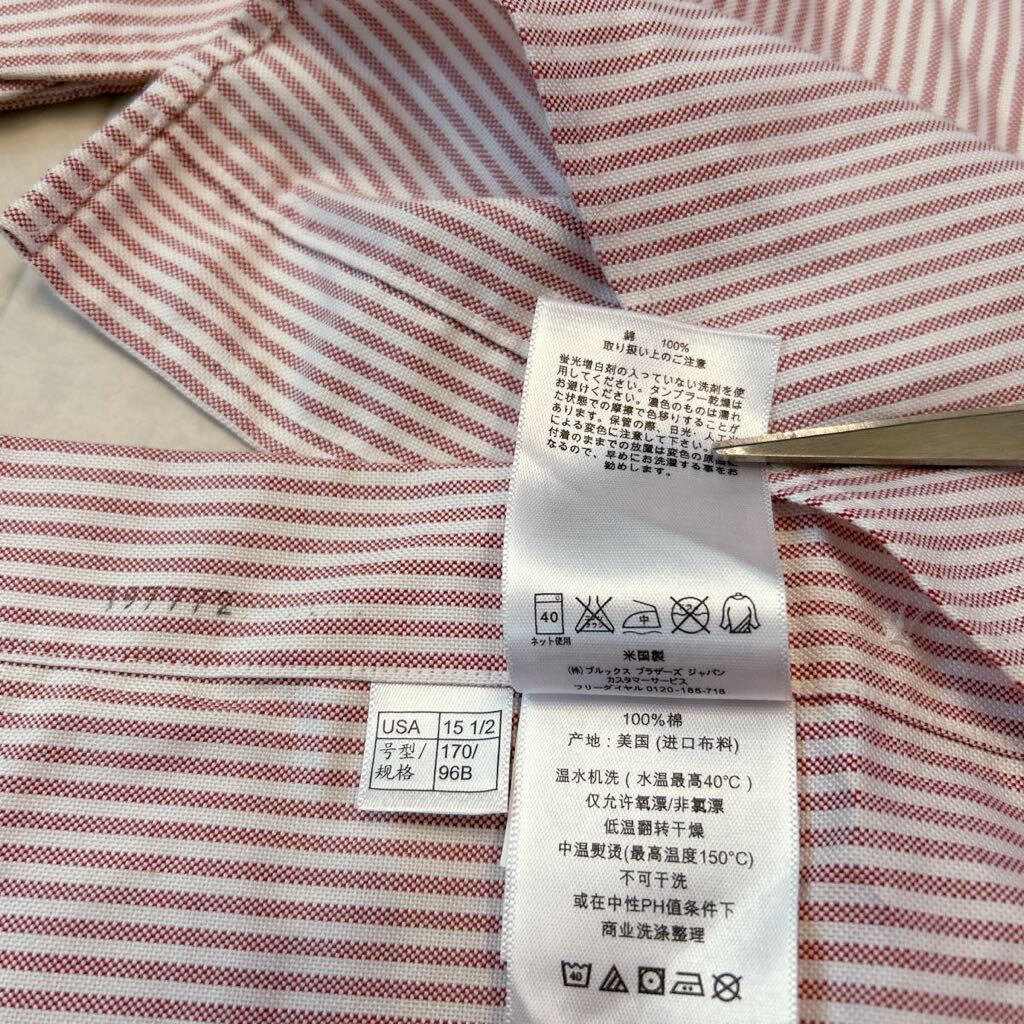 綿 100%
取り扱い上のご注意
蛍光増白剤の入っていない洗剤を使
用してください。タンブラー乾燥は
お避けください。濃色のものは濡れ
た状態での摩擦で色移りすることが
あります。保管の際、日光、人工光
による変色に注意して下さい。
付着のままでの放置は変色の原因に
なるので、早めにお洗濯する事をお
勧めします。
40
中
ネット使用
米国製
(株) ブルックス ブラザーズ ジャパン
カスタマーサービス
フリーダイヤル 0120-185-718
USA 15 1/2
号型/ 170/
规格 96B
100%棉
产地 : 美国 (进口布料)
温水机洗 ( 水温最高40°C )
仅允许氧漂/非氯漂
低温翻转干燥
中温熨烫(最高温度150°C)
不可干洗
或在中性PH值条件下
商业洗涤整理
40